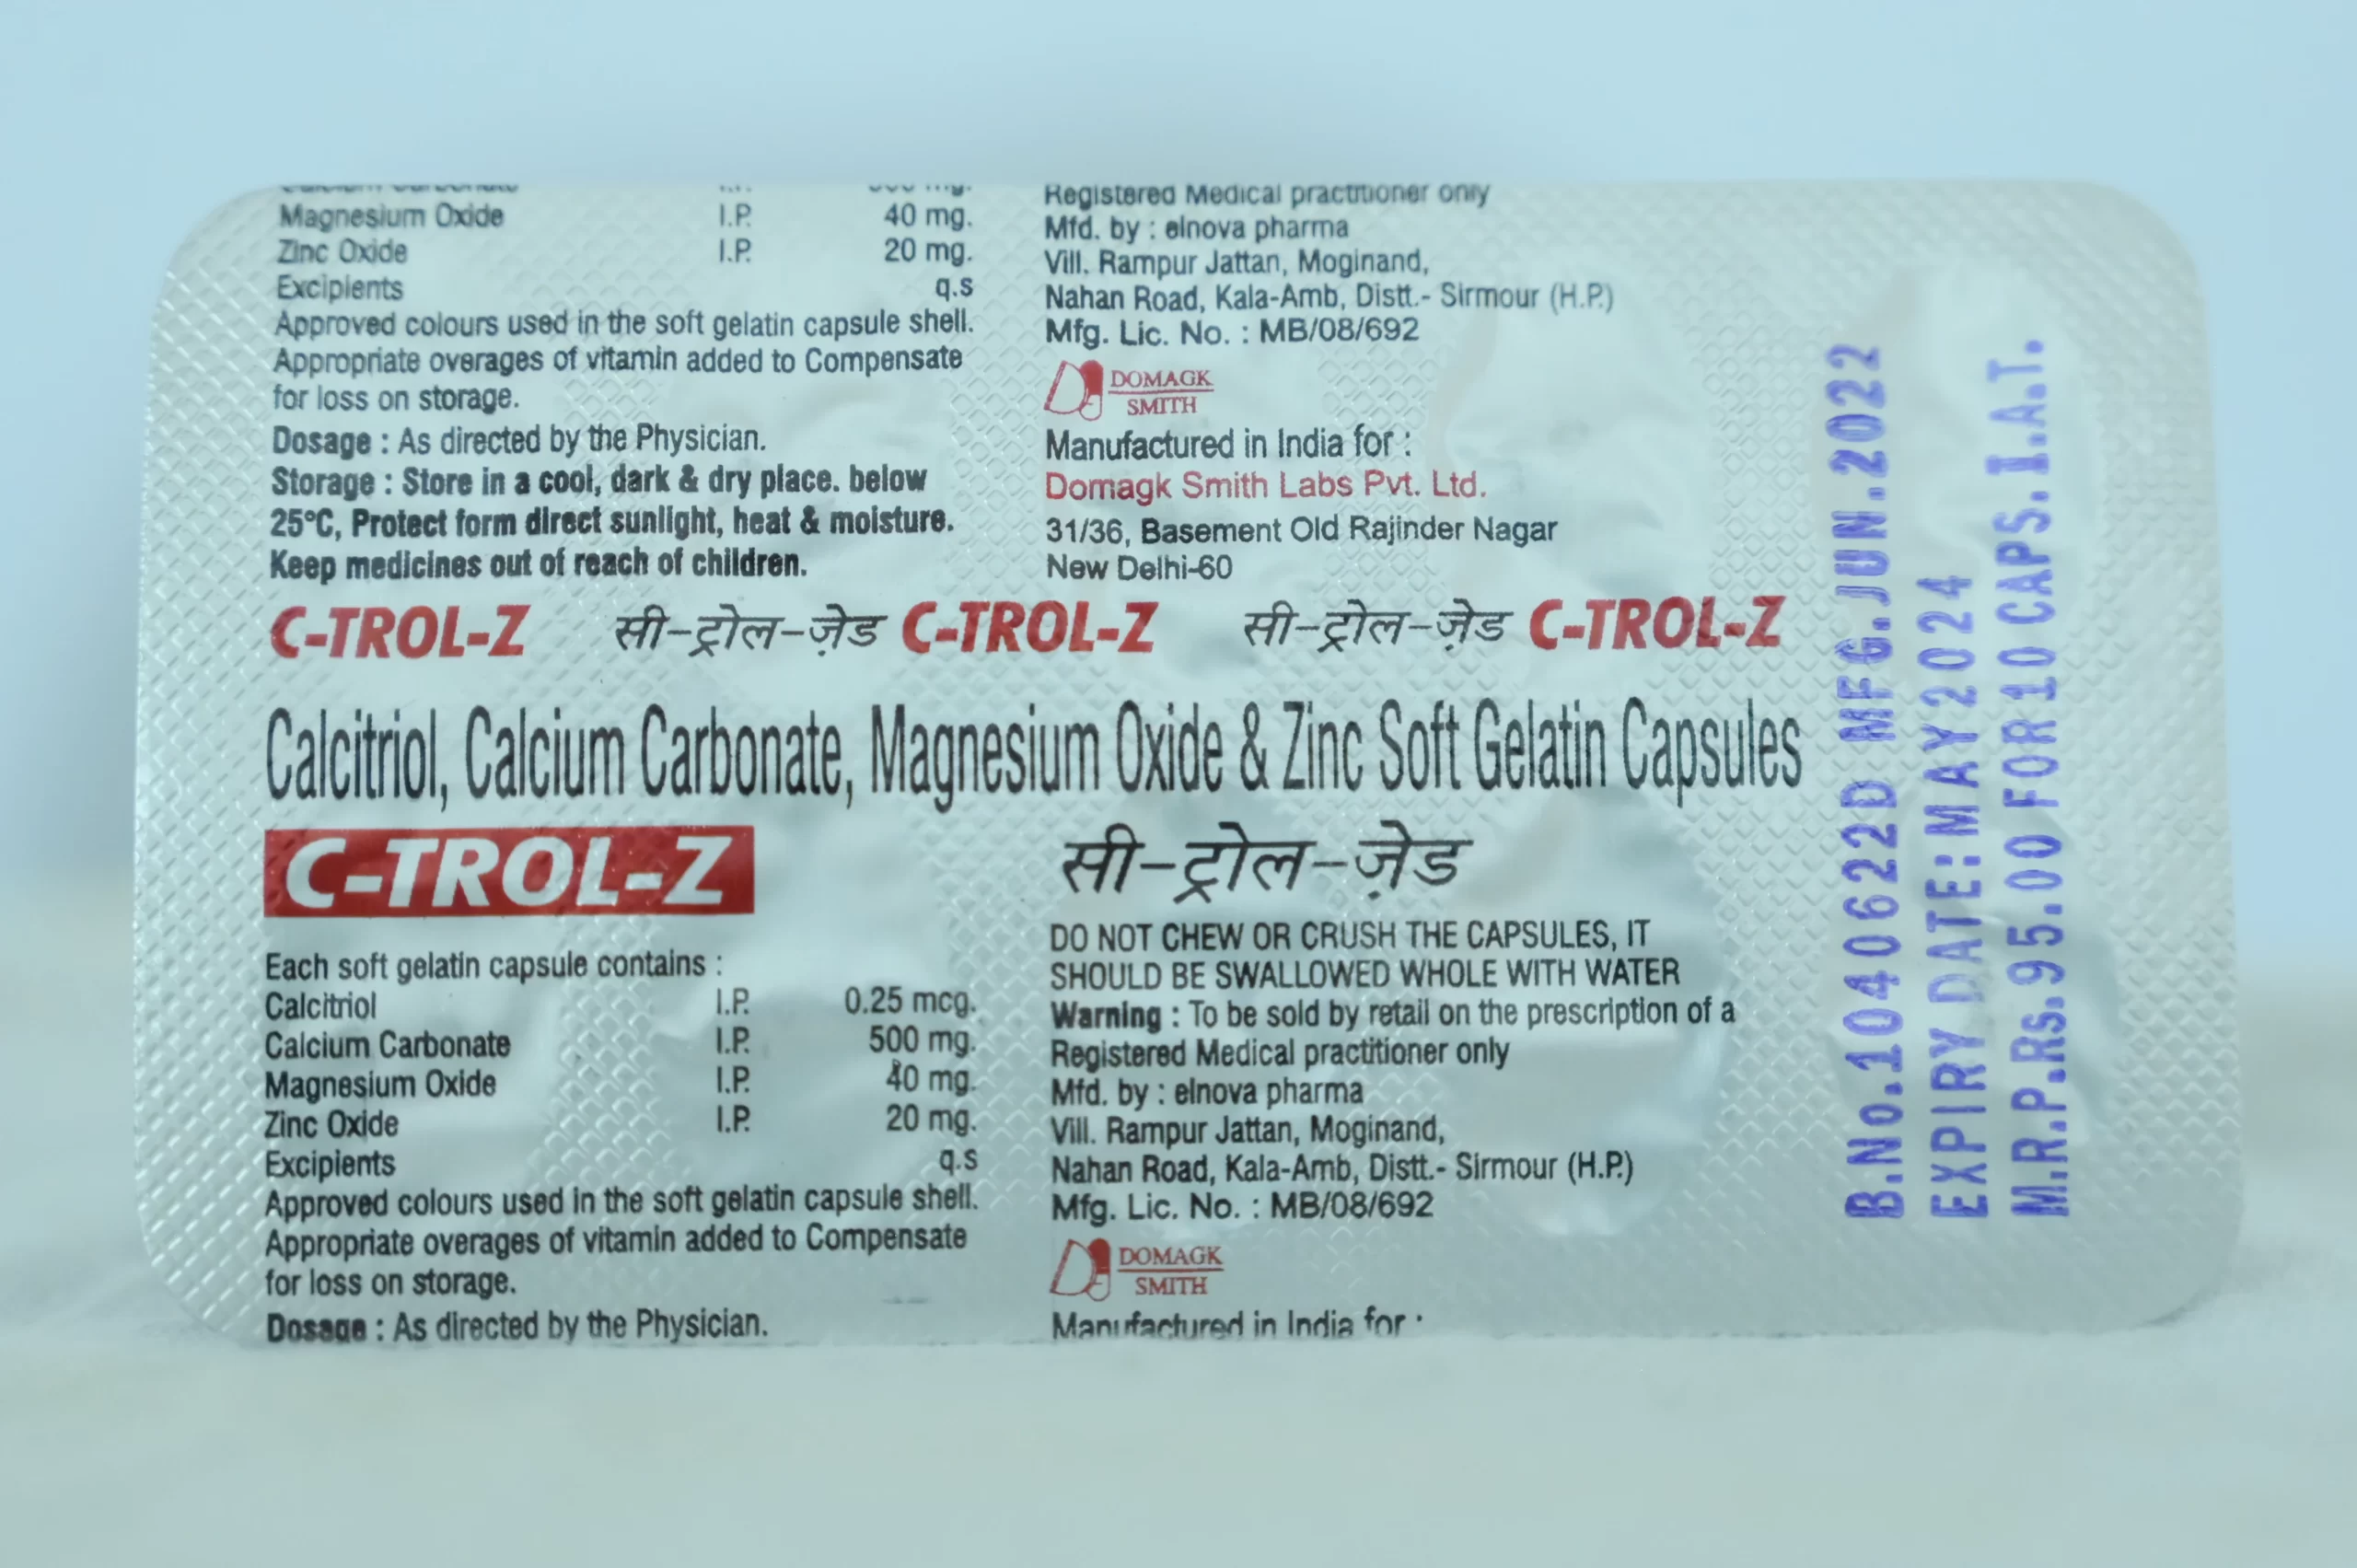 Magnesium Oxide I.P. 40 mg.
Zinc Oxide I.P. 20 mg.
Excipients q.s
Approved colours used in the soft gelatin capsule shell.
Appropriate overages of vitamin added to Compensate
for loss on storage.
Dosage : As directed by the Physician.
Storage : Store in a cool, dark & dry place. below
25°C, Protect form direct sunlight, heat & moisture.
Keep medicines out of reach of children.
Registered Medical practitioner only
Mfd. by : elnova pharma
Vill. Rampur Jattan, Moginand,
Nahan Road, Kala-Amb, Distt.- Sirmour (H.P.)
Mfg. Lic. No. : MB/08/692
DOMAGK
SMITH
Manufactured in India for :
Domagk Smith Labs Pvt. Ltd.
31/36, Basement Old Rajinder Nagar
New Delhi-60
C-TROL-Z सी-ट्रोल-ज़ेड C-TROL-Z सी-ट्रोल-ज़ेड C-TROL-Z
Calcitriol, Calcium Carbonate, Magnesium Oxide & Zinc Soft Gelatin Capsules
C-TROL-Z सी-ट्रोल-ज़ेड
Each soft gelatin capsule contains :
Calcitriol I.P. 0.25 mcg.
Calcium Carbonate I.P. 500 mg.
Magnesium Oxide I.P. 40 mg.
Zinc Oxide I.P. 20 mg.
Excipients q.s
Approved colours used in the soft gelatin capsule shell.
Appropriate overages of vitamin added to Compensate
for loss on storage.
Dosage : As directed by the Physician.
DO NOT CHEW OR CRUSH THE CAPSULES, IT
SHOULD BE SWALLOWED WHOLE WITH WATER
Warning : To be sold by retail on the prescription of a
Registered Medical practitioner only
Mfd. by : elnova pharma
Vill. Rampur Jattan, Moginand,
Nahan Road, Kala-Amb, Distt.- Sirmour (H.P.)
Mfg. Lic. No. : MB/08/692
DOMAGK
SMITH
Manufactured in India for :
B.No.1040622D MFG.JUN.2022
EXPIRY DATE:MAY2024
M.R.P.Rs.95.00 FOR10 CAPS.I.A.T.